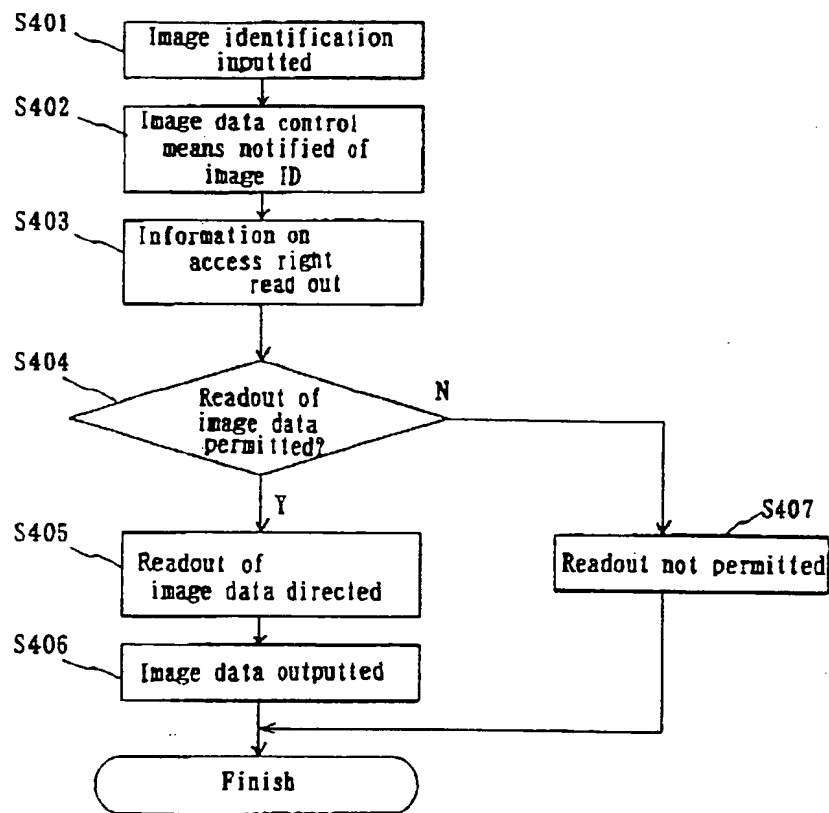 S401
Image identification
inputted
S402
Image data control
means notified of
image ID
S403
Information on
access right
read out
S404
Readout of
image data
permitted?
N
Y
S405
Readout of
image data directed
S407
Readout not permitted
S406
Image data outputted
Finish